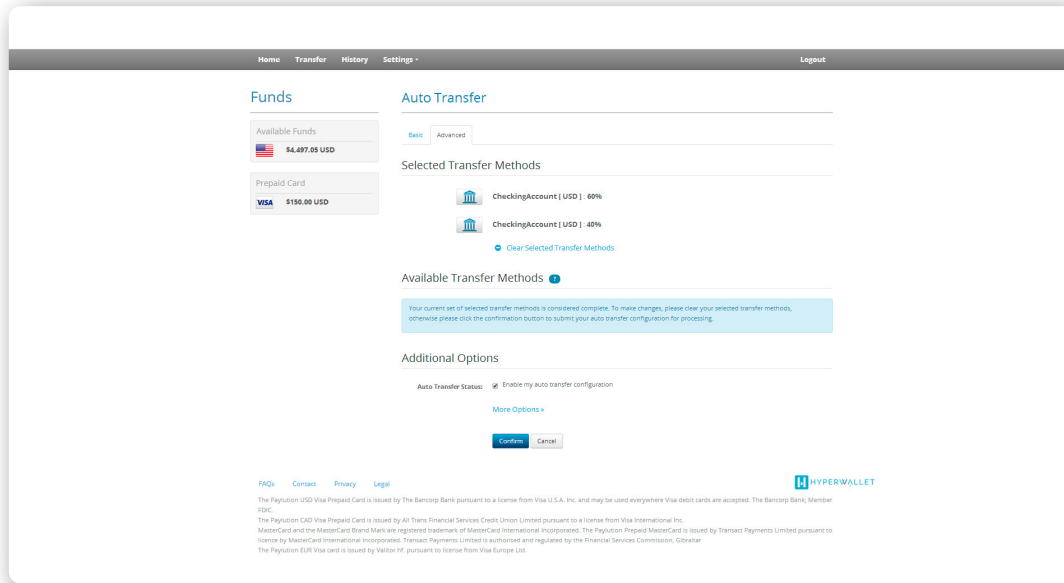 Home Transfer History Settings Logout
Funds
Available Funds
$4,497.05 USD
Prepaid Card
VISA $150.00 USD
Auto Transfer
Basic Advanced
Selected Transfer Methods
CheckingAccount [ USD ] : 60%
CheckingAccount [ USD ] : 40%
Clear Selected Transfer Methods
Available Transfer Methods ?
Your current set of selected transfer methods is considered complete. To make changes, please clear your selected transfer methods,
otherwise please click the confirmation button to submit your auto transfer configuration for processing.
Additional Options
Auto Transfer Status: Enable my auto transfer configuration
More Options »
Confirm Cancel
FAQs Contact Privacy Legal
HYPERWALLET
The Paylution USD Visa Prepaid Card is issued by The Bancorp Bank pursuant to a license from Visa U.S.A. Inc. and may be used everywhere Visa debit cards are accepted. The Bancorp Bank; Member
FDIC.
The Paylution CAD Visa Prepaid Card is issued by All Trans Financial Services Credit Union Limited pursuant to a license from Visa International Inc.
MasterCard and the MasterCard Brand Mark are registered trademark of MasterCard International Incorporated. The Paylution Prepaid MasterCard is issued by Transact Payments Limited pursuant to
licence by MasterCard International Incorporated. Transact Payments Limited is authorised and regulated by the Financial Services Commission, Gibraltar
The Paylution EUR Visa card is issued by Valitor hf. pursuant to license from Visa Europe Ltd.